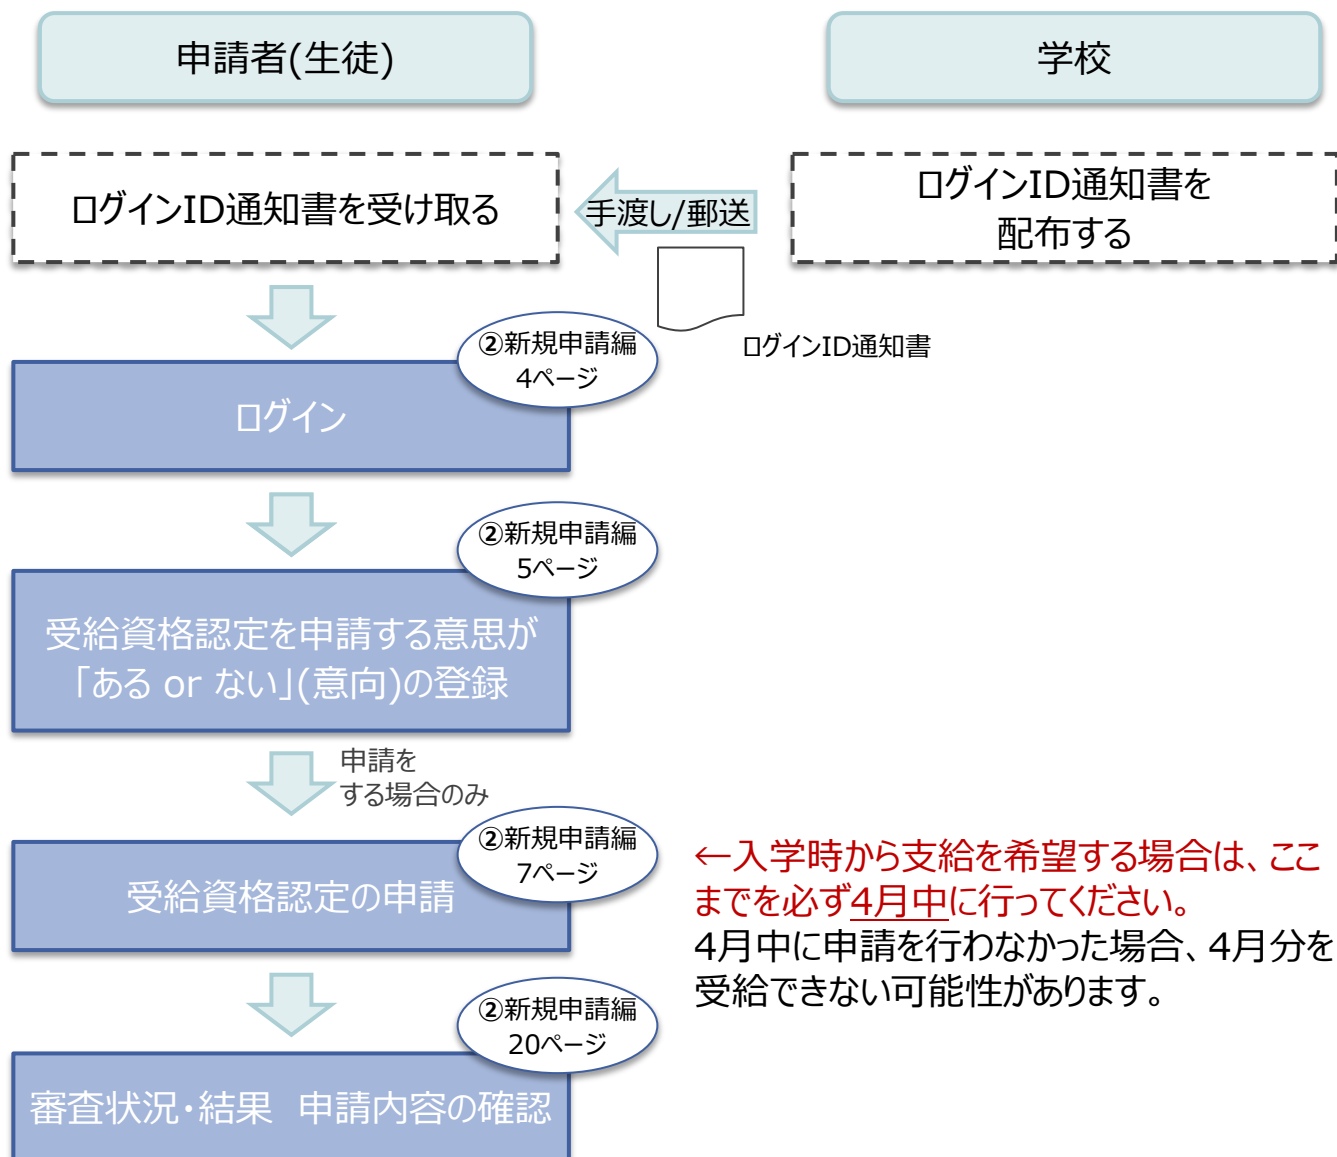 申請者(生徒)
学校
ログインID通知書を受け取る
手渡し/郵送
ログインID通知書を
配布する
ログインID通知書
②新規申請編
4ページ
ログイン
②新規申請編
5ページ
受給資格認定を申請する意思が
「ある or ない」(意向)の登録
申請を
する場合のみ
②新規申請編
7ページ
受給資格認定の申請
←入学時から支給を希望する場合は、ここ
までを必ず4月中に行ってください。
4月中に申請を行わなかった場合、4月分を
受給できない可能性があります。
②新規申請編
20ページ
審査状況・結果　申請内容の確認